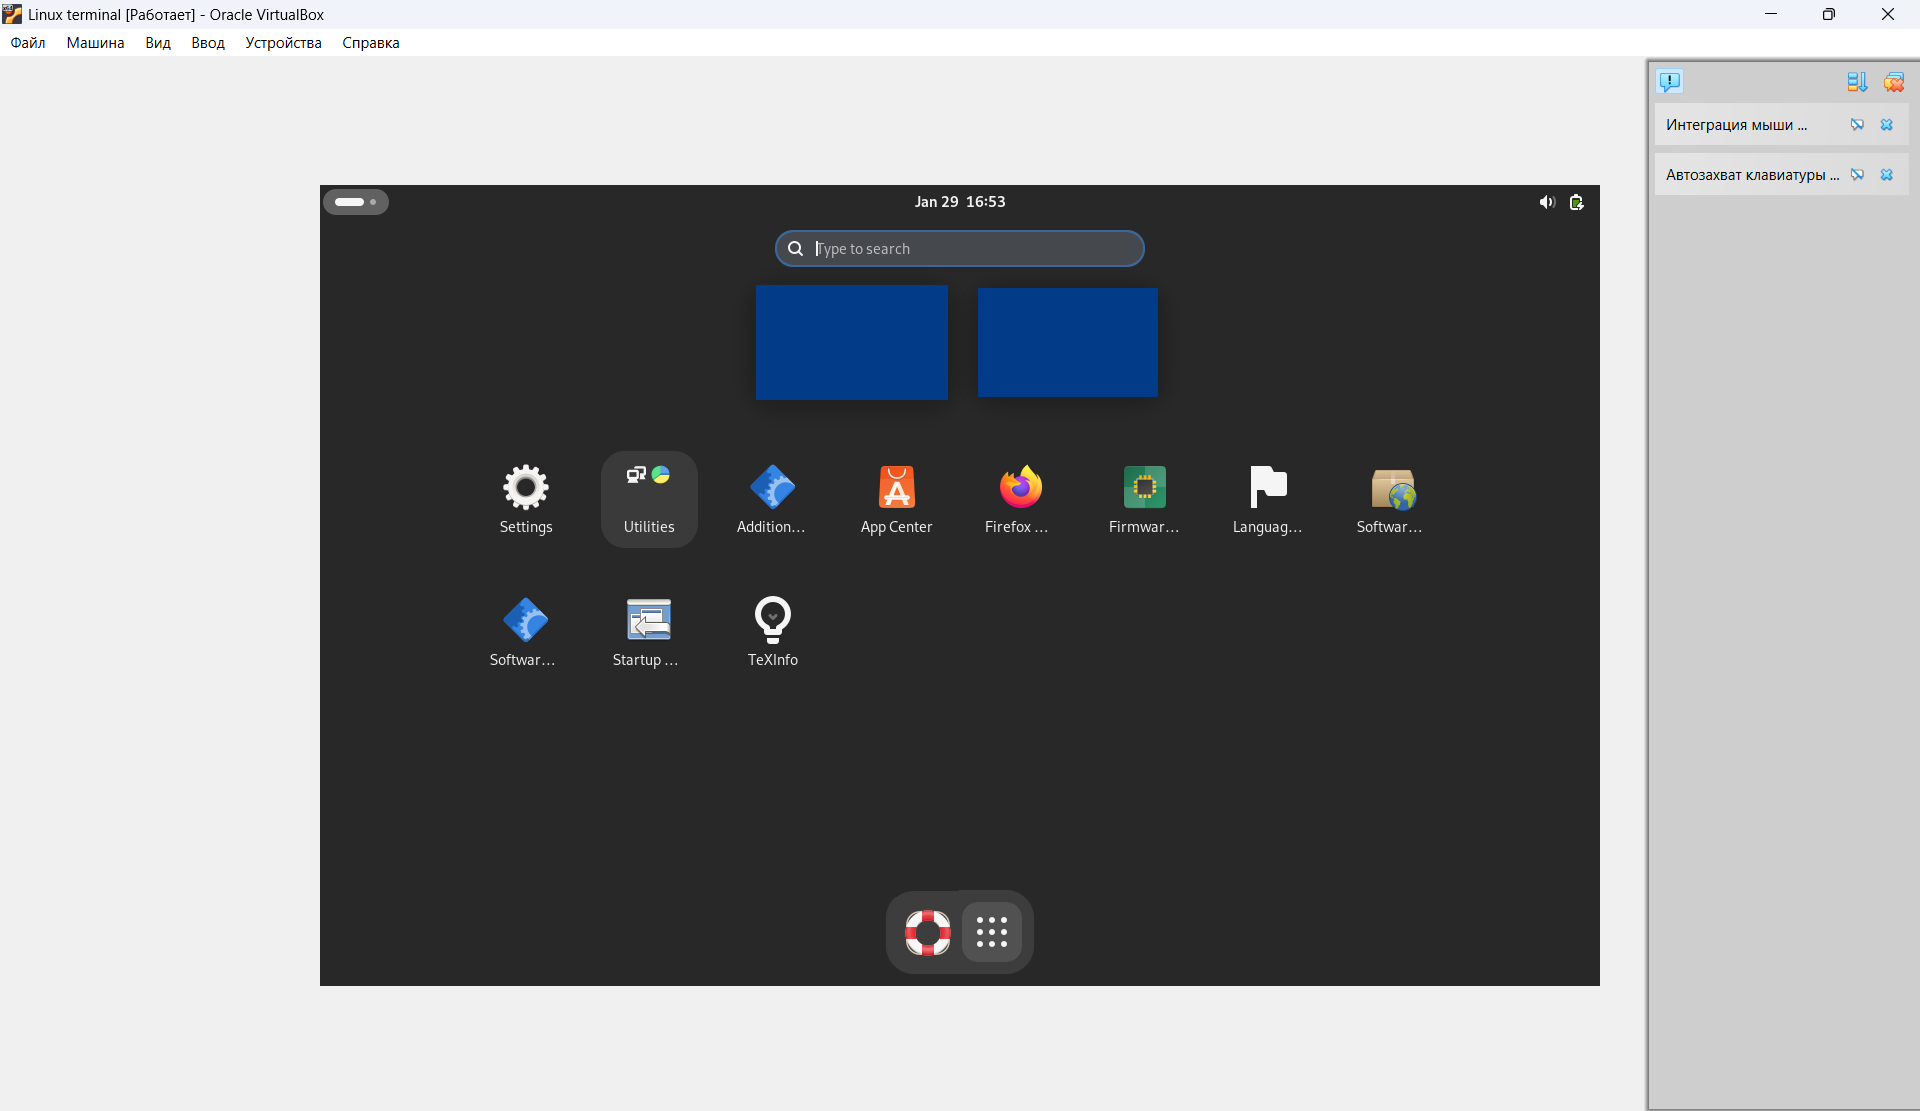 Linux terminal [Работает] - Oracle VirtualBox
Файл Машина Вид Ввод Устройства Справка
Интеграция мыши ...
Автозахват клавиатуры ...
Jan 29 16:53
Type to search
Settings
Utilities
Addition...
App Center
Firefox ...
Firmwar...
Languag...
Softwar...
Softwar...
Startup ...
TeXInfo